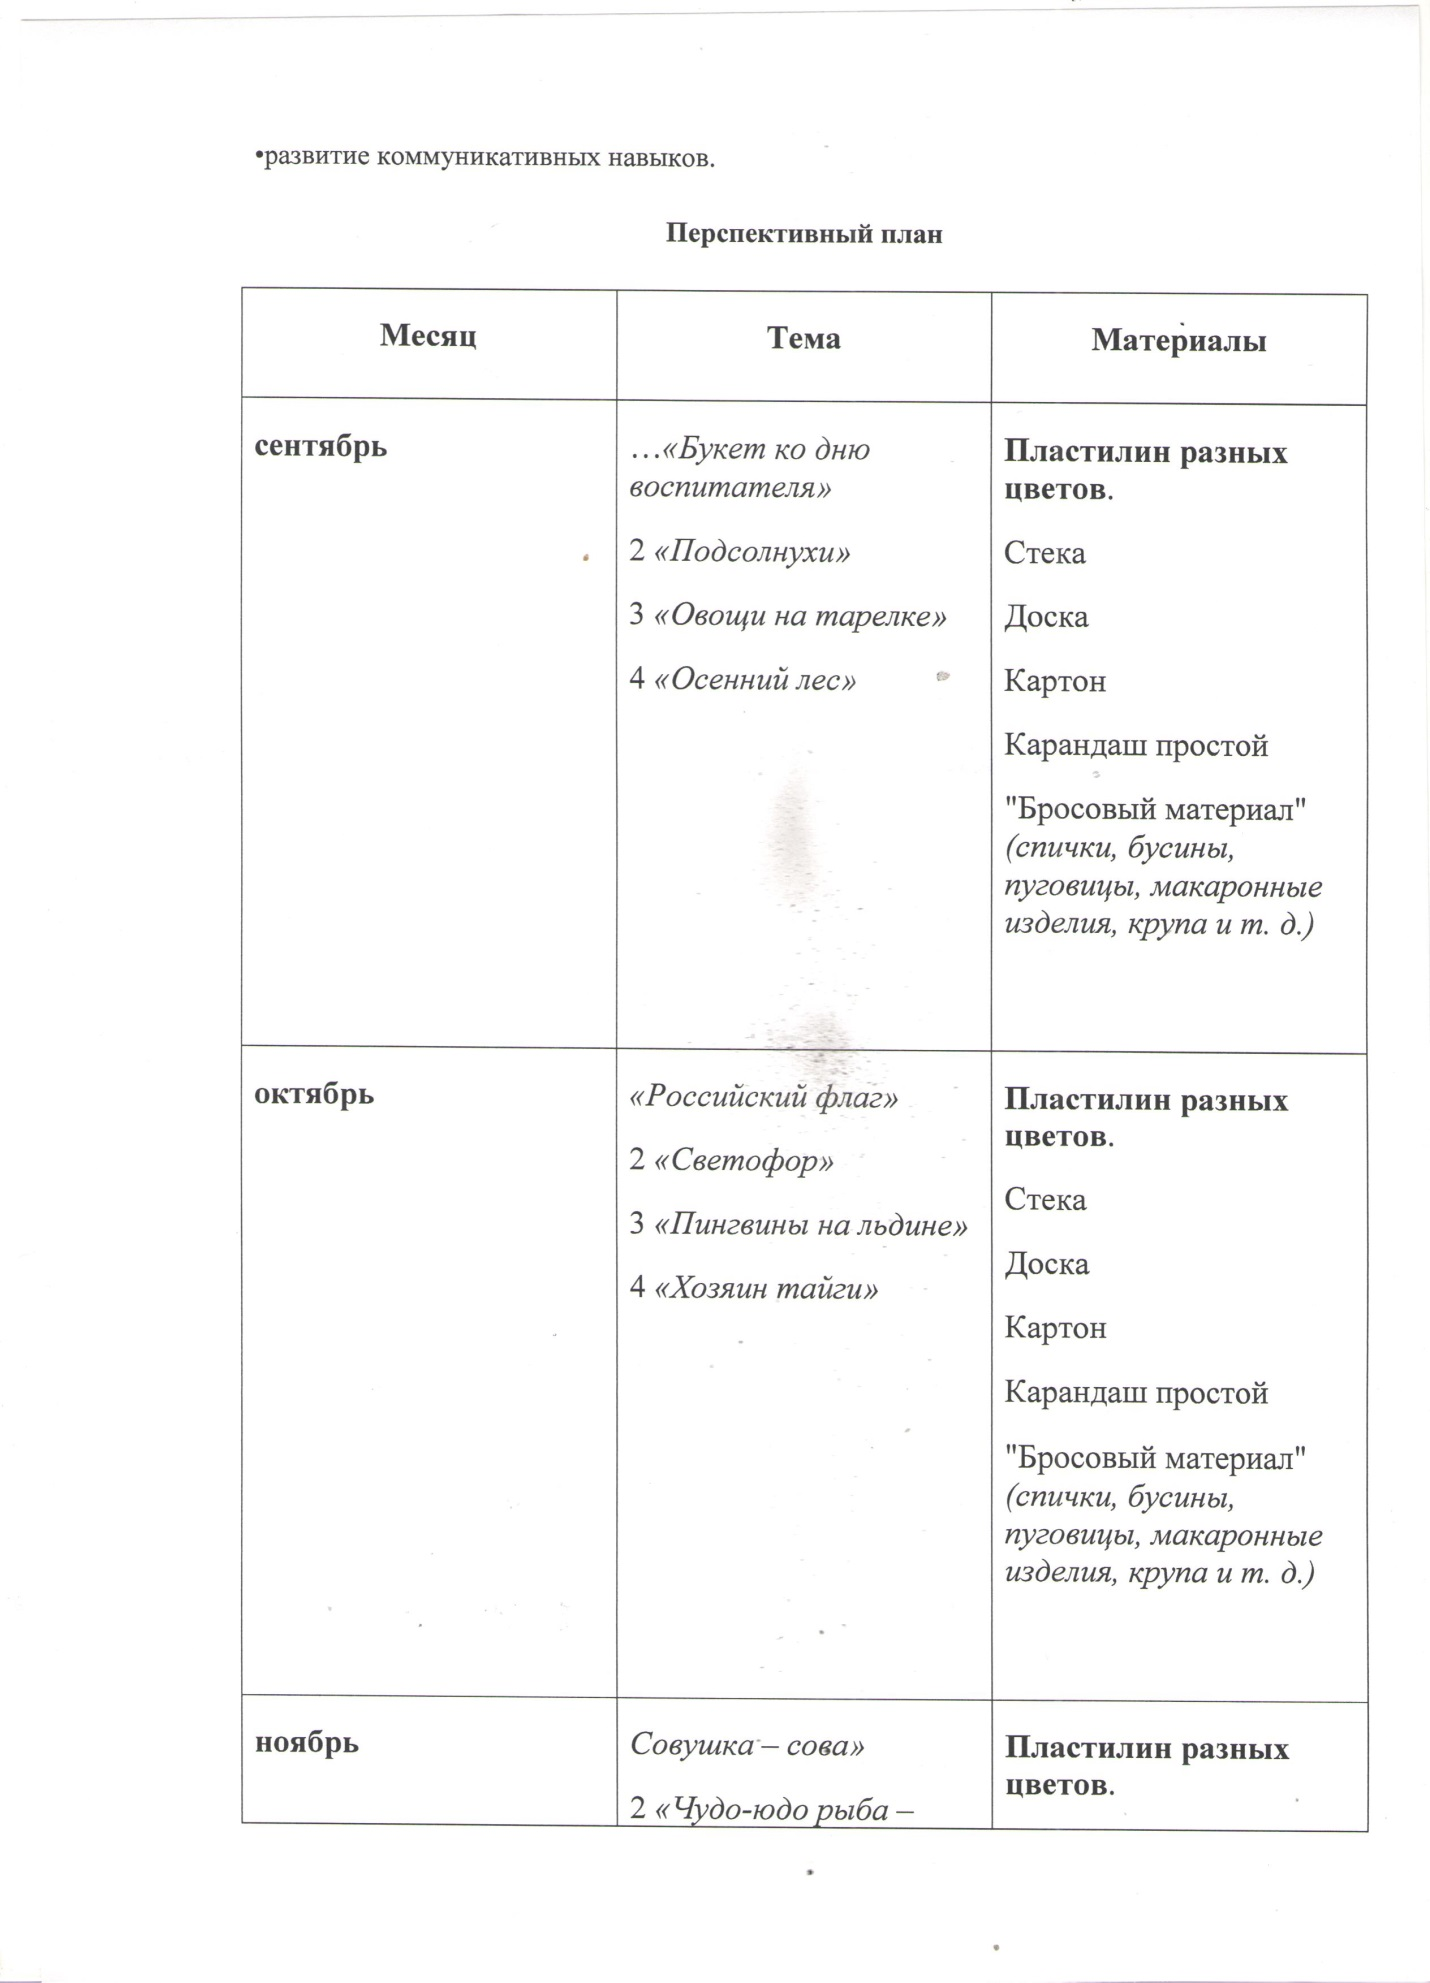 •развитие коммуникативных навыков.
Перспективный план
Месяц
Тема
Материалы
сентябрь
…«Букет ко дню
воспитателя»
2 «Подсолнухи»
3 «Овощи на тарелке»
4 «Осенний лес»
Пластилин разных
цветов.
Стека
Доска
Картон
Карандаш простой
"Бросовый материал"
(спички, бусины,
пуговицы, макаронные
изделия, крупа и т. д.)
октябрь
«Российский флаг»
2 «Светофор»
3 «Пингвины на льдине»
4 «Хозяин тайги»
Пластилин разных
цветов.
Стека
Доска
Картон
Карандаш простой
"Бросовый материал"
(спички, бусины,
пуговицы, макаронные
изделия, крупа и т. д.)
ноябрь
Совушка – сова»
2 «Чудо-юдо рыба –
Пластилин разных
цветов.